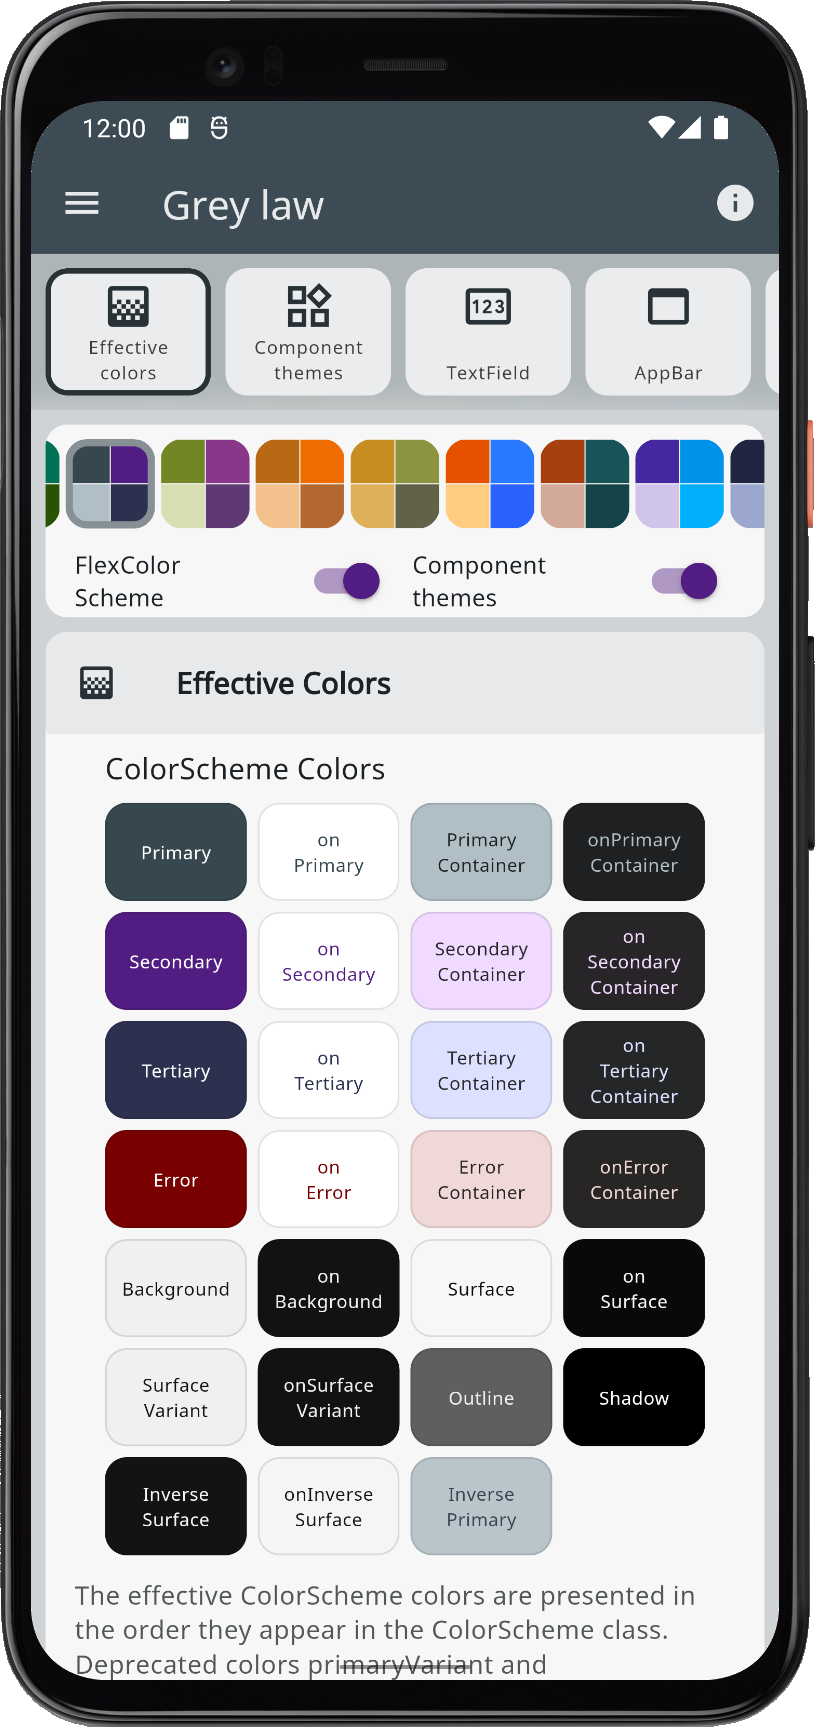 12:00
Grey law
Effective
colors
Component
themes
123
TextField
AppBar
FlexColor
Scheme
Component
themes
Effective Colors
ColorScheme Colors
Primary
on
Primary
Primary
Container
onPrimary
Container
Secondary
on
Secondary
Secondary
Container
on
Secondary
Container
Tertiary
on
Tertiary
Tertiary
Container
on
Tertiary
Container
Error
on
Error
Error
Container
onError
Container
Background
on
Background
Surface
on
Surface
Surface
Variant
onSurface
Variant
Outline
Shadow
Inverse
Surface
onInverse
Surface
Inverse
Primary
The effective ColorScheme colors are presented in
the order they appear in the ColorScheme class.
Deprecated colors primaryVariant and